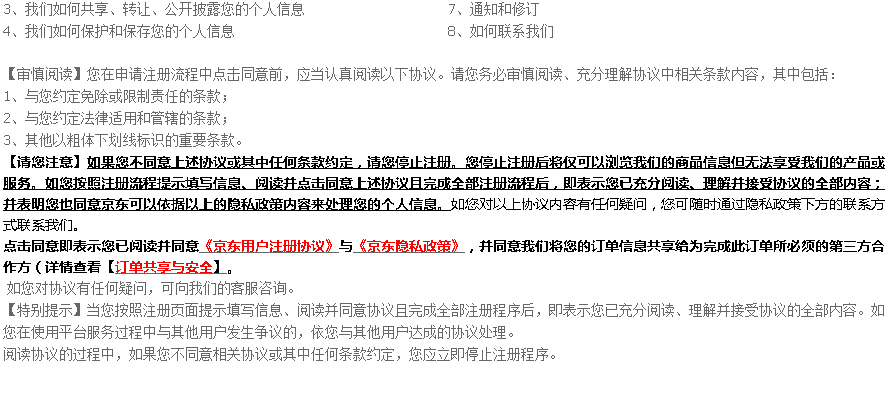 3、我们如何共享、转让、公开披露您的个人信息 7、通知和修订
4、我们如何保护和保存您的个人信息 8、如何联系我们
【审慎阅读】您在申请注册流程中点击同意前，应当认真阅读以下协议。请您务必审慎阅读、充分理解协议中相关条款内容，其中包括：
1、与您约定免除或限制责任的条款；
2、与您约定法律适用和管辖的条款；
3、其他以粗体下划线标识的重要条款。
【请您注意】如果您不同意上述协议或其中任何条款约定，请您停止注册。您停止注册后将仅可以浏览我们的商品信息但无法享受我们的产品或
服务。如您按照注册流程提示填写信息、阅读并点击同意上述协议且完成全部注册流程后，即表示您已充分阅读、理解并接受协议的全部内容；
并表明您也同意京东可以依据以上的隐私政策内容来处理您的个人信息。如您对以上协议内容有任何疑问，您可随时通过隐私政策下方的联系方
式联系我们。
点击同意即表示您已阅读并同意《京东用户注册协议》与《京东隐私政策》，并同意我们将您的订单信息共享给为完成此订单所必须的第三方合
作方（详情查看【订单共享与安全】。
如您对协议有任何疑问，可向我们的客服咨询。
【特别提示】当您按照注册页面提示填写信息、阅读并同意协议且完成全部注册程序后，即表示您已充分阅读、理解并接受协议的全部内容。如
您在使用平台服务过程中与其他用户发生争议的，依您与其他用户达成的协议处理。
阅读协议的过程中，如果您不同意相关协议或其中任何条款约定，您应立即停止注册程序。